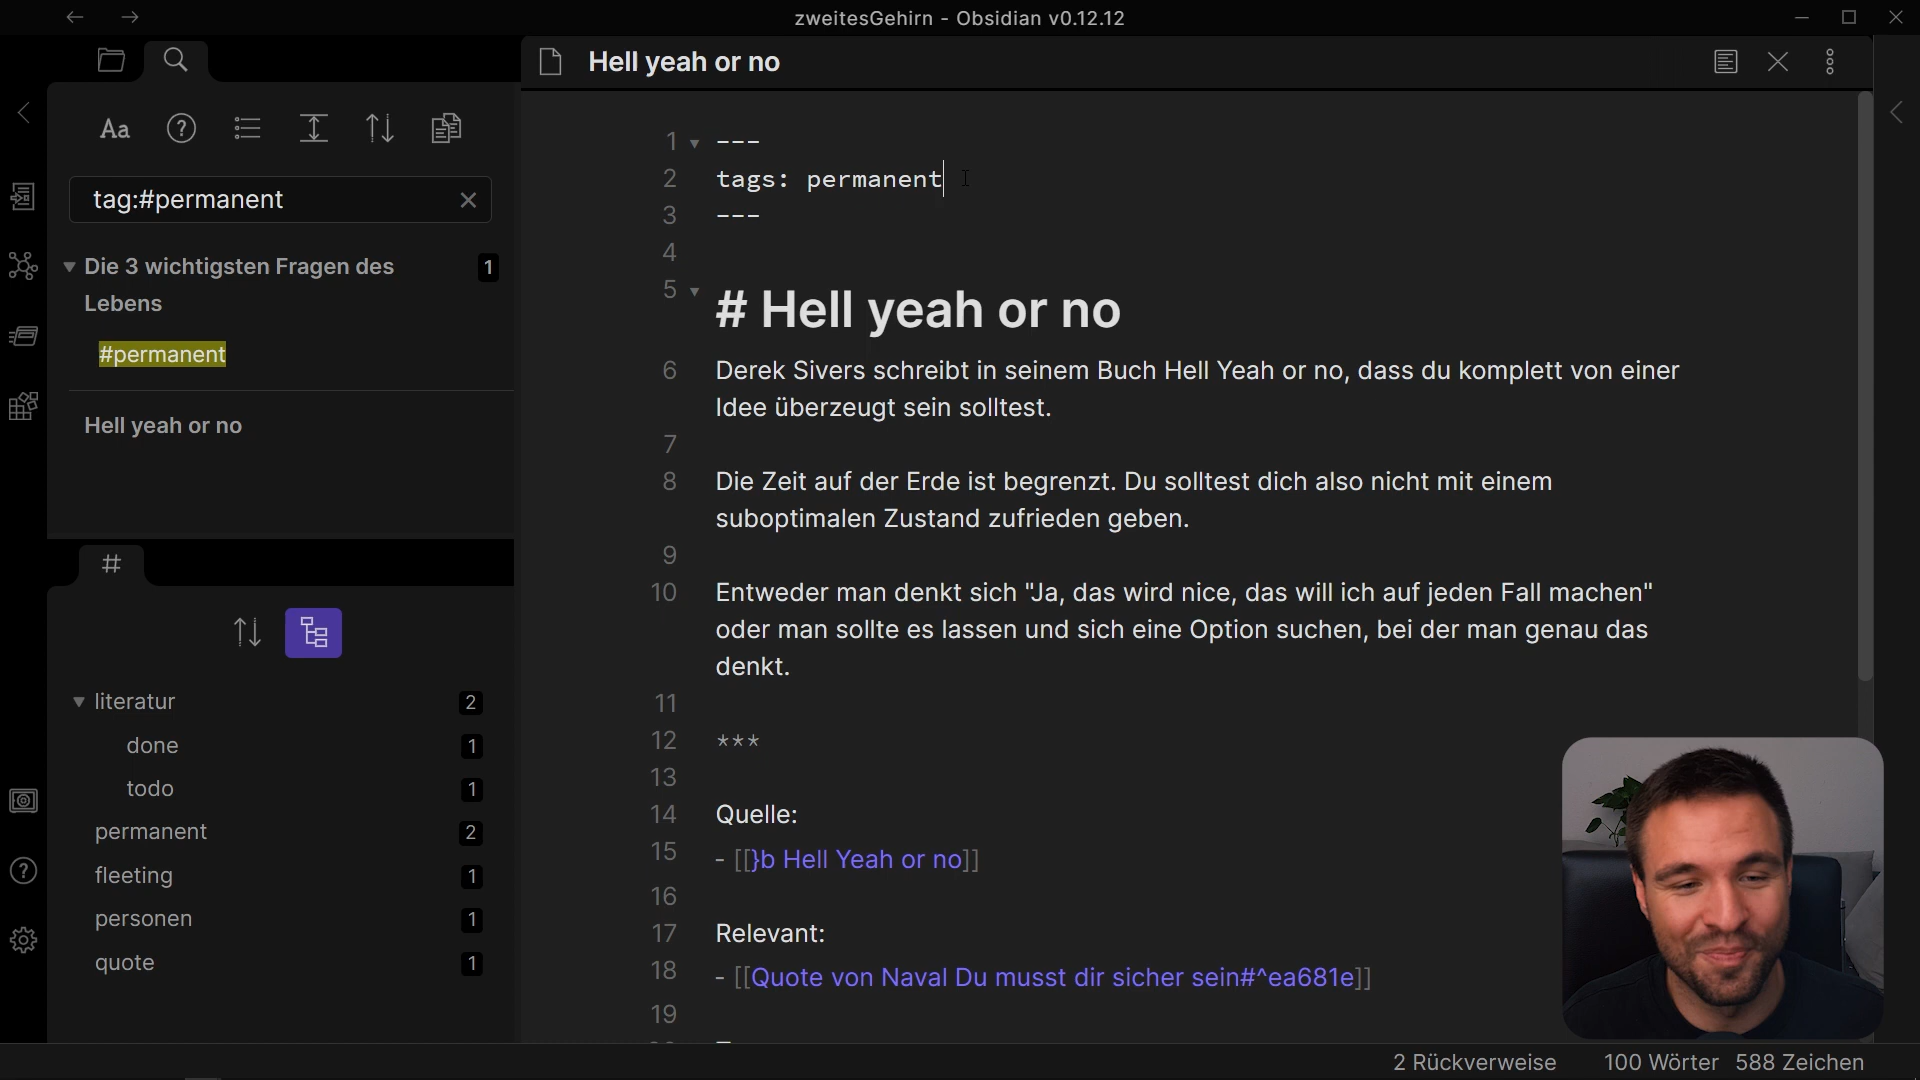 zweitesGehirn - Obsidian v0.12.12
Hell yeah or no
Aa
tag:#permanent
Die 3 wichtigsten Fragen des
Lebens
1
#permanent
Hell yeah or no
#
literatur 2
done 1
todo 1
permanent 2
fleeting 1
personen 1
quote 1
1 ---
2 tags: permanent
3 ---
4
5 # Hell yeah or no
6 Derek Sivers schreibt in seinem Buch Hell Yeah or no, dass du komplett von einer
Idee überzeugt sein solltest.
7
8 Die Zeit auf der Erde ist begrenzt. Du solltest dich also nicht mit einem
suboptimalen Zustand zufrieden geben.
9
10 Entweder man denkt sich "Ja, das wird nice, das will ich auf jeden Fall machen"
oder man sollte es lassen und sich eine Option suchen, bei der man genau das
denkt.
11
12 ***
13
14 Quelle:
15 - [[}b Hell Yeah or no]]
16
17 Relevant:
18 - [[Quote von Naval Du musst dir sicher sein#^ea681e]]
19
2 Rückverweise 100 Wörter 588 Zeichen